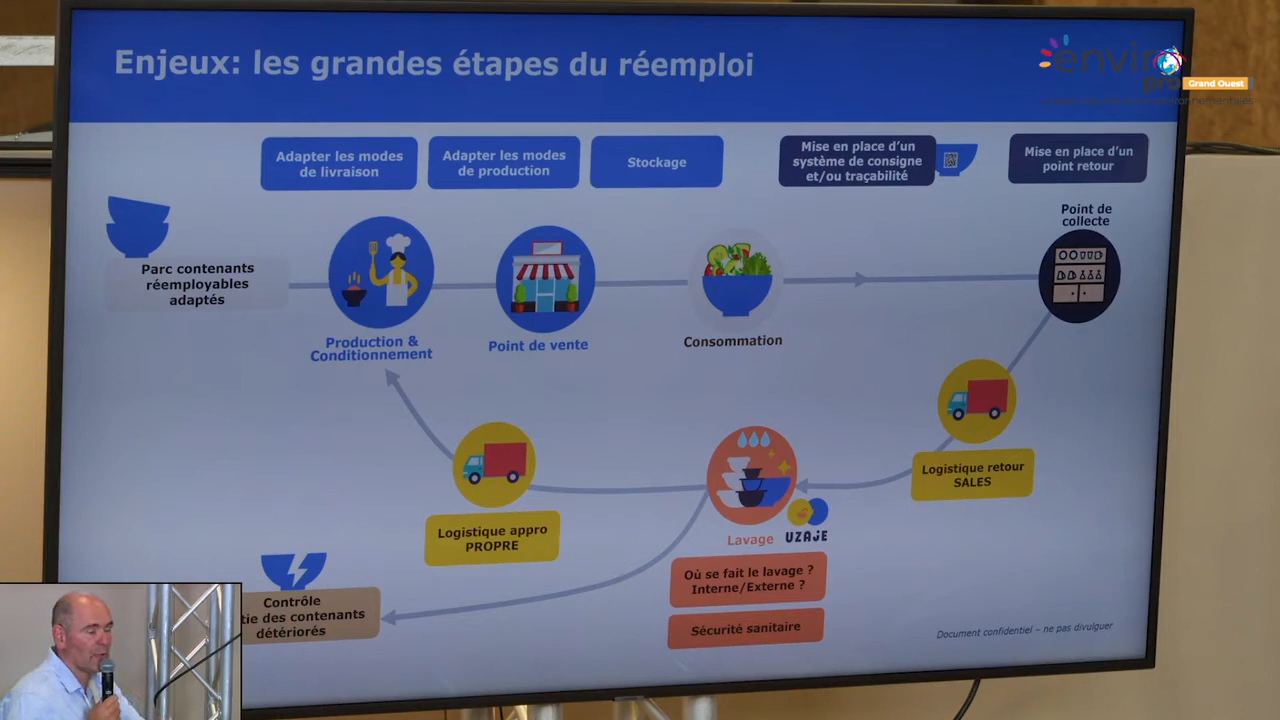 Enjeux: les grandes étapes du réemploi
enviro
pro
Grand Ouest
Adapter les modes
de livraison
Adapter les modes
de production
Stockage
Mise en place d'un
système de consigne
et/ou traçabilité
Mise en place d'un
point retour
Point de
collecte
Parc contenants
réemployables
adaptés
Production &
Conditionnement
Point de vente
Consommation
Logistique retour
SALES
Logistique appro
PROPRE
Lavage
UZAJE
Où se fait le lavage ?
Interne/Externe ?
Sécurité sanitaire
Contrôle
des contenants
détériorés
Document confidentiel – ne pas divulguer